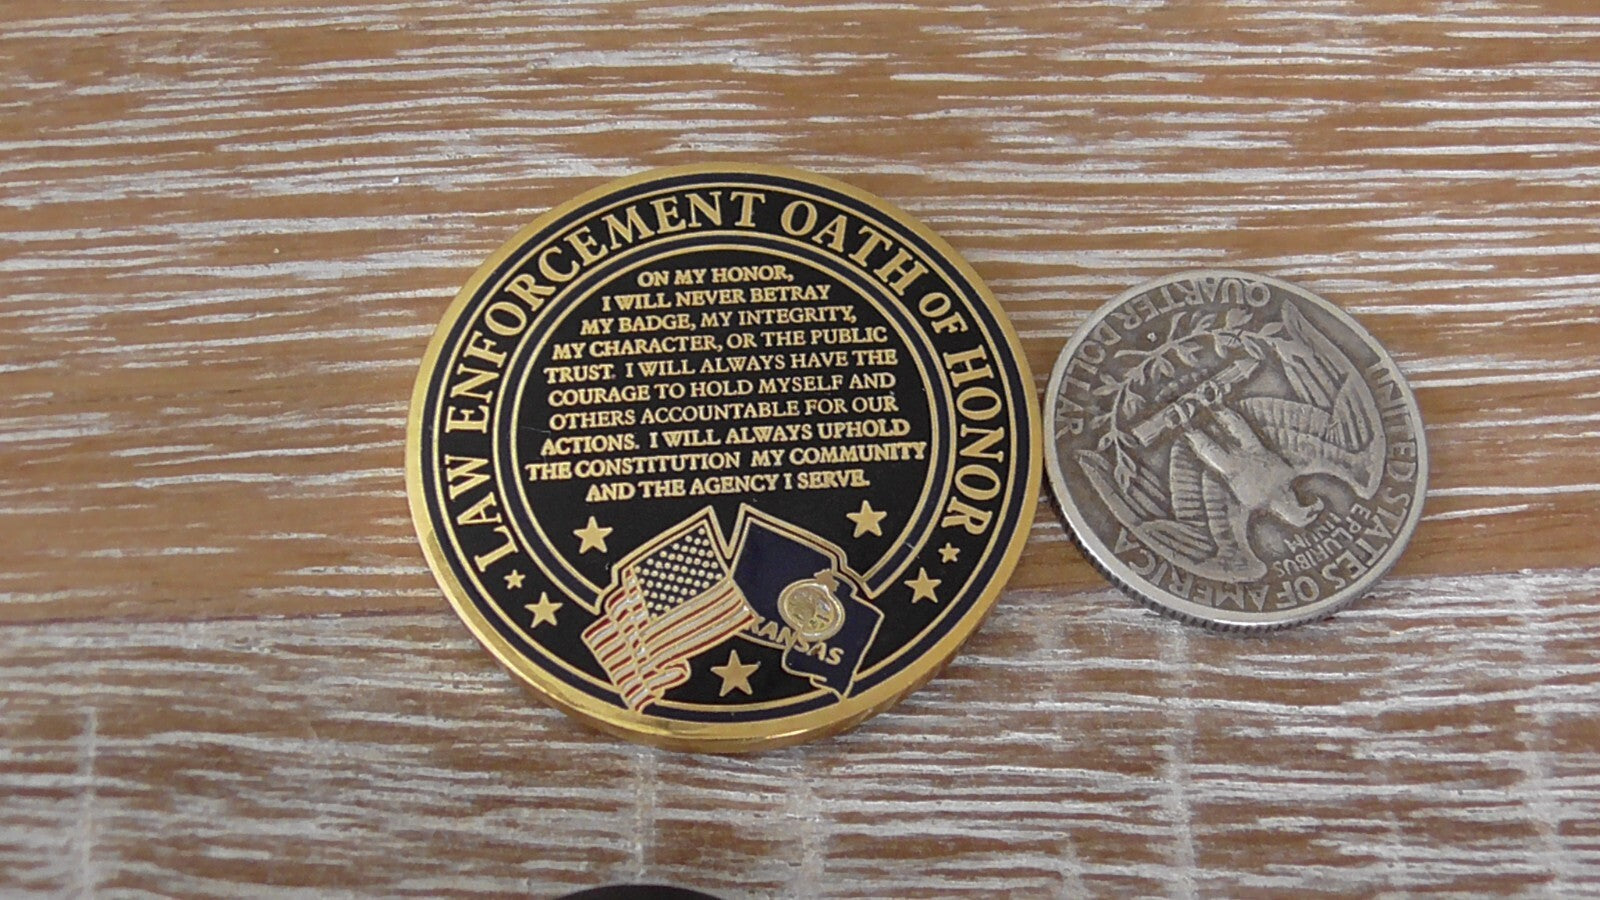 LAW ENFORCEMENT OATH OF HONOR
ON MY HONOR,
I WILL NEVER BETRAY
MY BADGE, MY INTEGRITY,
MY CHARACTER, OR THE PUBLIC
TRUST. I WILL ALWAYS HAVE THE
COURAGE TO HOLD MYSELF AND
OTHERS ACCOUNTABLE FOR OUR
ACTIONS. I WILL ALWAYS UPHOLD
THE CONSTITUTION MY COMMUNITY
AND THE AGENCY I SERVE.
KANSAS
UNITED STATES OF AMERICA
E PLURIBUS
UNUM
QUARTER DOLLAR